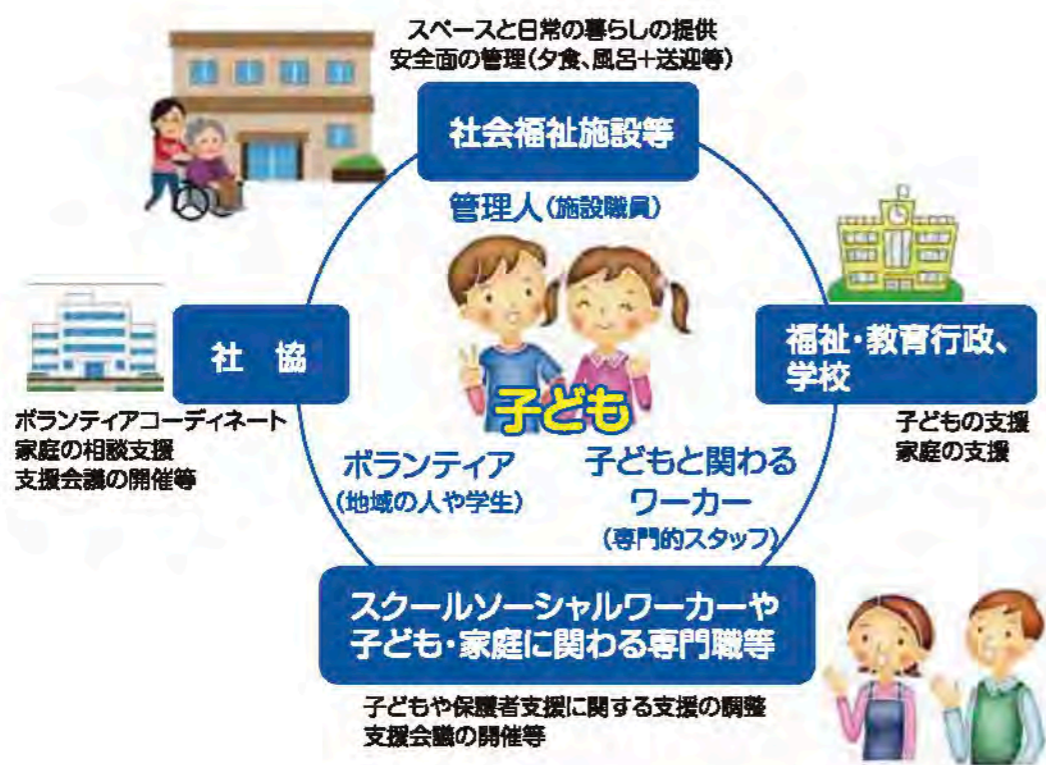 スペースと日常の暮らしの提供
安全面の管理(夕食、風呂+送迎等)
社会福祉施設等
管理人(施設職員)
社 協
ボランティアコーディネート
家庭の相談支援
支援会議の開催等
福祉・教育行政、
学校
子どもの支援
家庭の支援
子ども
ボランティア
(地域の人や学生)
子どもと関わる
ワーカー
(専門的スタッフ)
スクールソーシャルワーカーや
子ども・家庭に関わる専門職等
子どもや保護者支援に関する支援の調整
支援会議の開催等